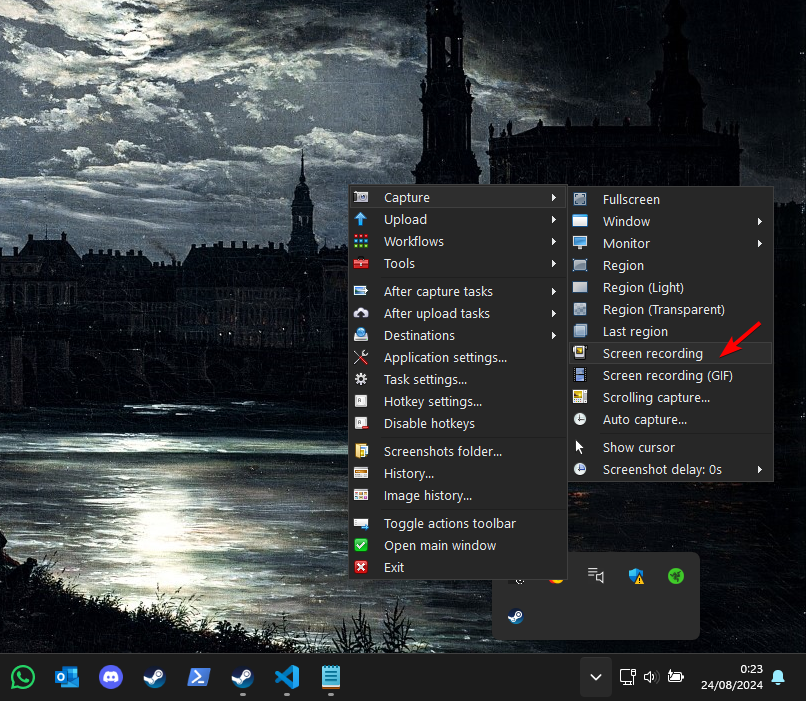 Capture
Upload
Workflows
Tools
After capture tasks
After upload tasks
Destinations
Application settings...
Task settings...
Hotkey settings...
Disable hotkeys
Screenshots folder...
History...
Image history...
Toggle actions toolbar
Open main window
Exit
Fullscreen
Window
Monitor
Region
Region (Light)
Region (Transparent)
Last region
Screen recording
Screen recording (GIF)
Scrolling capture...
Auto capture...
Show cursor
Screenshot delay: 0s
0:23
24/08/2024